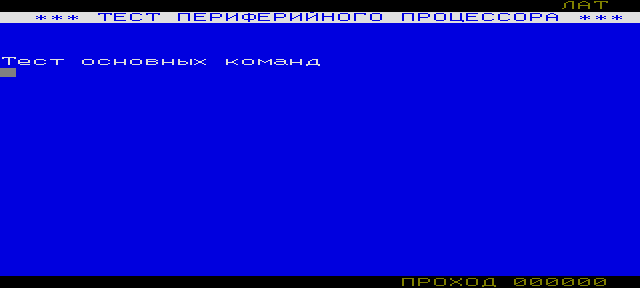 ЛАТ
*** ТЕСТ ПЕРИФЕРИЙНОГО ПРОЦЕССОРА ***
Тест основных команд
ПРОХОД 000000